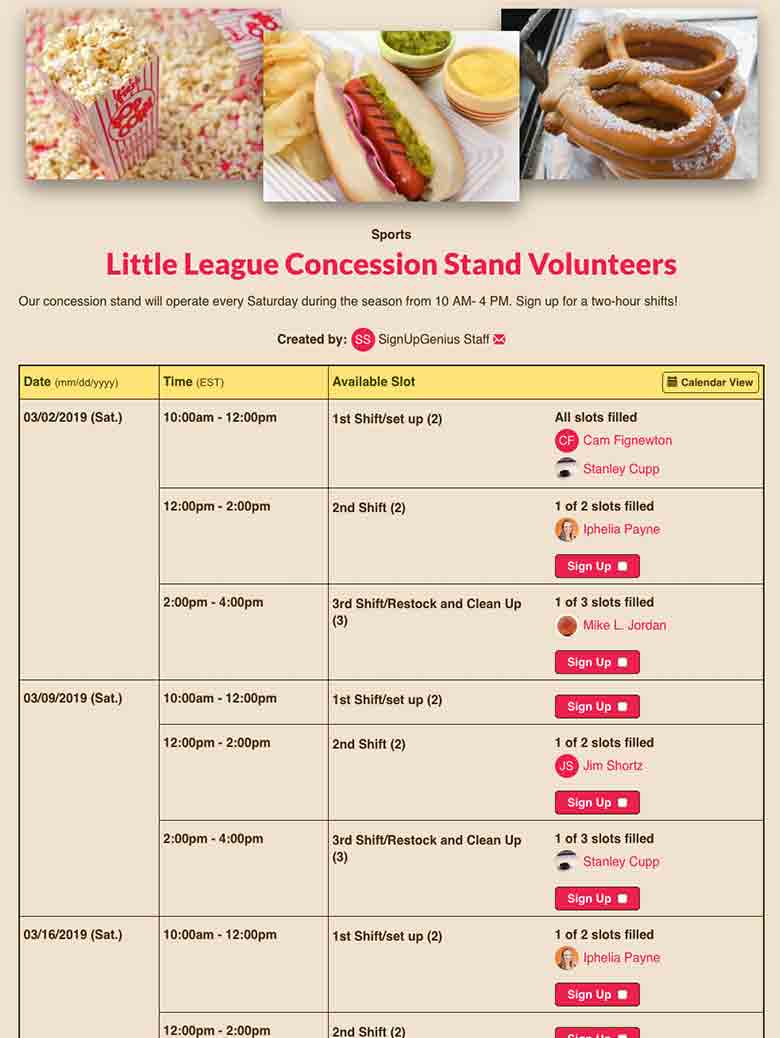 Sports
Little League Concession Stand Volunteers
Our concession stand will operate every Saturday during the season from 10 AM- 4 PM. Sign up for a two-hour shifts!
Created by: SS SignUpGenius Staff
Date (mm/dd/yyyy) Time (EST) Available Slot Calendar View
03/02/2019 (Sat.) 10:00am - 12:00pm 1st Shift/set up (2) All slots filled
CF Cam Fignewton
Stanley Cupp
12:00pm - 2:00pm 2nd Shift (2) 1 of 2 slots filled
Iphelia Payne
Sign Up
2:00pm - 4:00pm 3rd Shift/Restock and Clean Up (3) 1 of 3 slots filled
Mike L. Jordan
Sign Up
03/09/2019 (Sat.) 10:00am - 12:00pm 1st Shift/set up (2) Sign Up
12:00pm - 2:00pm 2nd Shift (2) 1 of 2 slots filled
JS Jim Shortz
Sign Up
2:00pm - 4:00pm 3rd Shift/Restock and Clean Up (3) 1 of 3 slots filled
Stanley Cupp
Sign Up
03/16/2019 (Sat.) 10:00am - 12:00pm 1st Shift/set up (2) 1 of 2 slots filled
Iphelia Payne
Sign Up
12:00pm - 2:00pm 2nd Shift (2) Sign Up